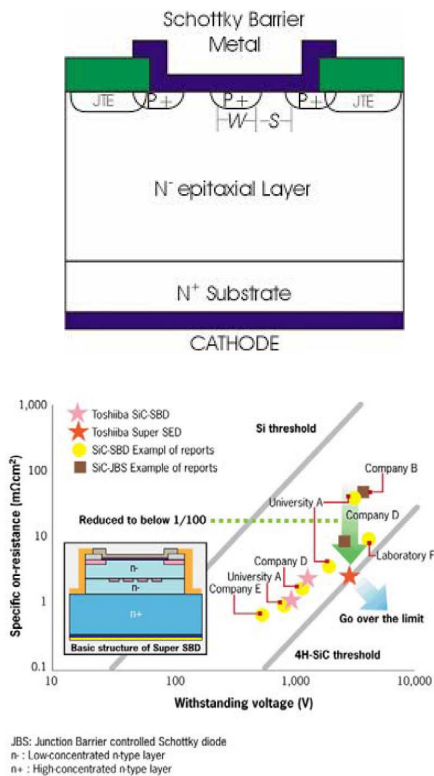 Schottky Barrier
Metal
JTE
P+
P+
P+
JTE
W
S
N⁻ epitaxial Layer
N⁺ Substrate
CATHODE
Specific on-resistance (mΩcm²)
1,000
100
10
1
0.1
Toshiiba SiC-SBD
Toshiiba Super SED
SiC-SBD Exampl of reports
SiC-JBS Example of reports
Si threshold
Company B
University A
Company D
Reduced to below 1/100
Laboratory F
Company D
University A
Company E
n-
n-
n+
Basic structure of Super SBD
Go over the limit
4H-SiC threshold
10
100
1,000
10,000
Withstanding voltage (V)
JBS: Junction Barrier controlled Schottky diode
n- : Low-concentrated n-type layer
n+ : High-concentrated n-type layer